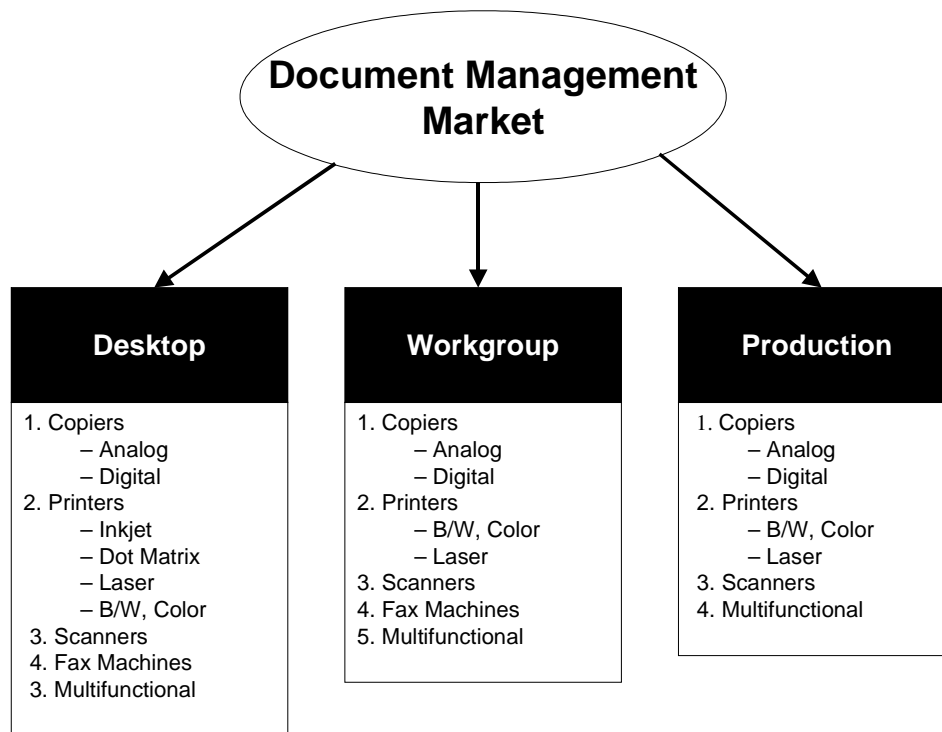 Document Management
Market
Desktop
1. Copiers
– Analog
– Digital
2. Printers
– Inkjet
– Dot Matrix
– Laser
– B/W, Color
3. Scanners
4. Fax Machines
3. Multifunctional
Workgroup
1. Copiers
– Analog
– Digital
2. Printers
– B/W, Color
– Laser
3. Scanners
4. Fax Machines
5. Multifunctional
Production
1. Copiers
– Analog
– Digital
2. Printers
– B/W, Color
– Laser
3. Scanners
4. Multifunctional